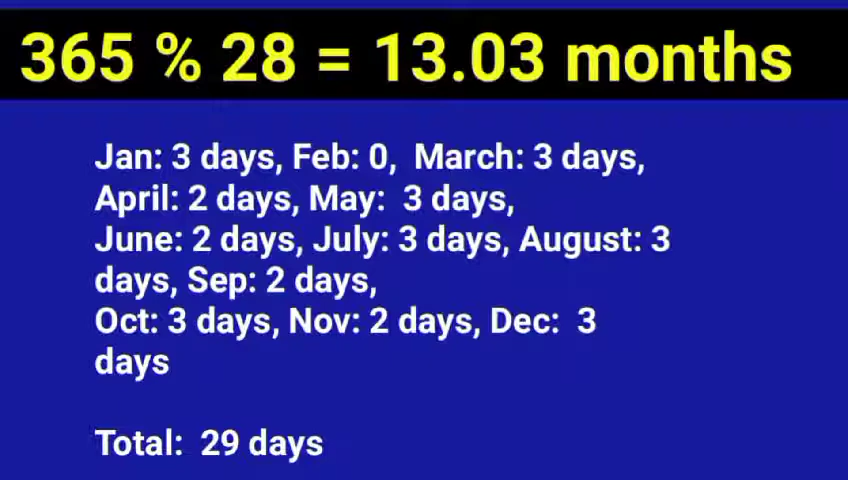 365 % 28 = 13.03 months
Jan: 3 days, Feb: 0, March: 3 days,
April: 2 days, May: 3 days,
June: 2 days, July: 3 days, August: 3
days, Sep: 2 days,
Oct: 3 days, Nov: 2 days, Dec: 3
days
Total: 29 days